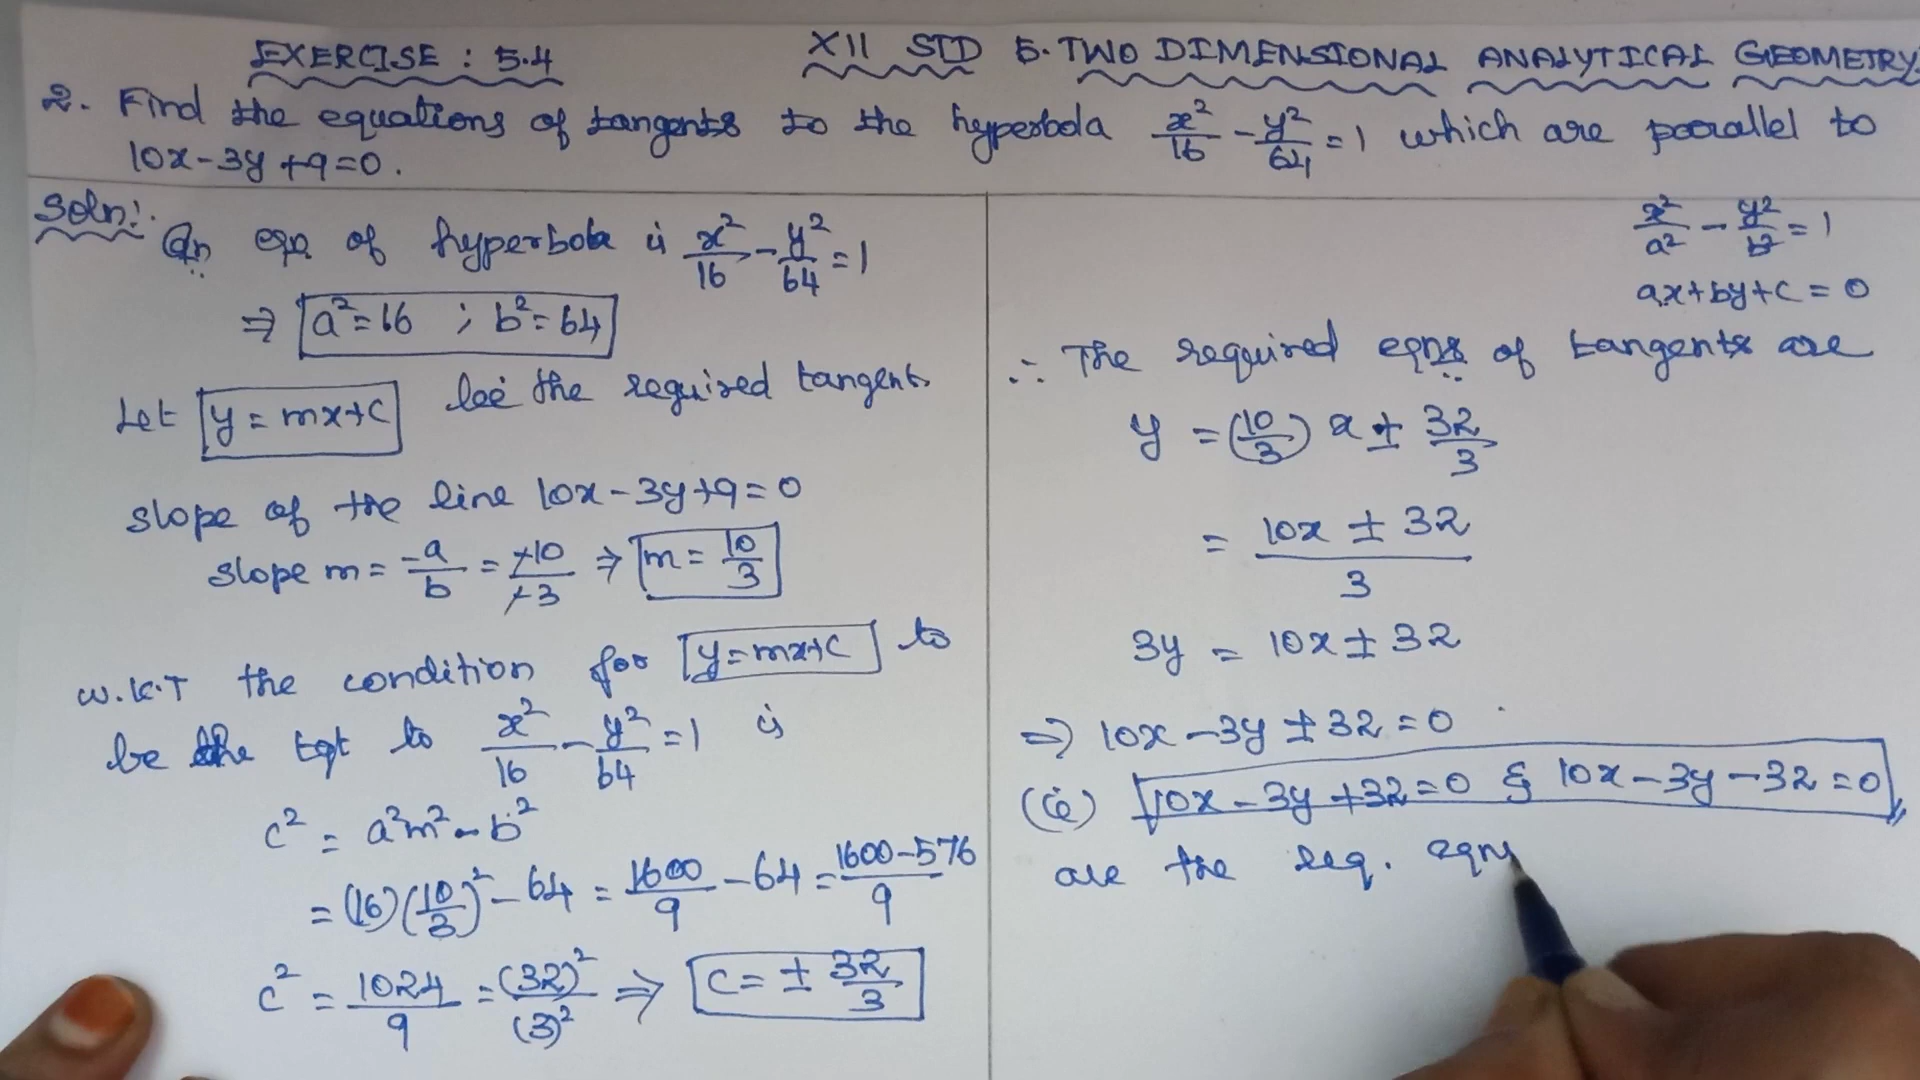 EXERCISE : 5.4 XII STD 5. TWO DIMENSIONAL ANALYTICAL GEOMETRY
2. Find the equations of tangents to the hyperbola x²/16 - y²/64 = 1 which are parallel to
10x - 3y + 9 = 0.
Soln:
Gn eqn of hyperbola is x²/16 - y²/64 = 1
⇒ a² = 16 ; b² = 64
Let y = mx + c be the required tangent
slope of the line 10x - 3y + 9 = 0
slope m = -a/b = -10/-3 ⇒ m = 10/3
W.K.T the condition for y = mx + c to
be the tgt to x²/16 - y²/64 = 1 is
c² = a²m² - b²
= (16)(10/3)² - 64 = 1600/9 - 64 = 1600-576/9
c² = 1024/9 = (32)²/(3)² ⇒ c = ± 32/3
x²/a² - y²/b² = 1
ax + by + c = 0
∴ The required eqns of tangents are
y = (10/3) x ± 32/3
= 10x ± 32/3
3y = 10x ± 32
⇒ 10x - 3y ± 32 = 0
(ie) 10x - 3y + 32 = 0 & 10x - 3y - 32 = 0
are the req. eqns